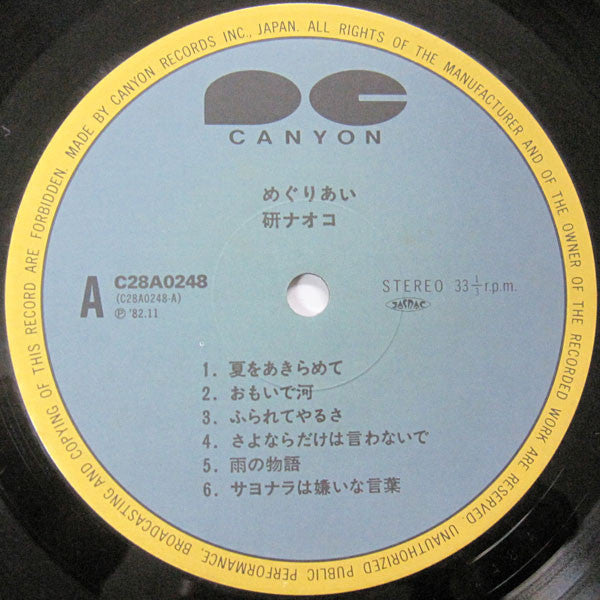 MADE BY CANYON RECORDS INC., JAPAN. ALL RIGHTS OF THE MANUFACTURER AND OF THE OWNER OF THE RECORDED WORK ARE RESERVED. UNAUTHORIZED PUBLIC PERFORMANCE, BROADCASTING AND COPYING OF THIS RECORD ARE FORBIDDEN.
CANYON
めぐりあい
研ナオコ
A
C28A0248
(C28A0248-A)
Ⓟ '82.11
STEREO 33 1/3 r.p.m.
JASRAC
1. 夏をあきらめて
2. おもいで河
3. ふられてやるさ
4. さよならだけは言わないで
5. 雨の物語
6. サヨナラは嫌いな言葉